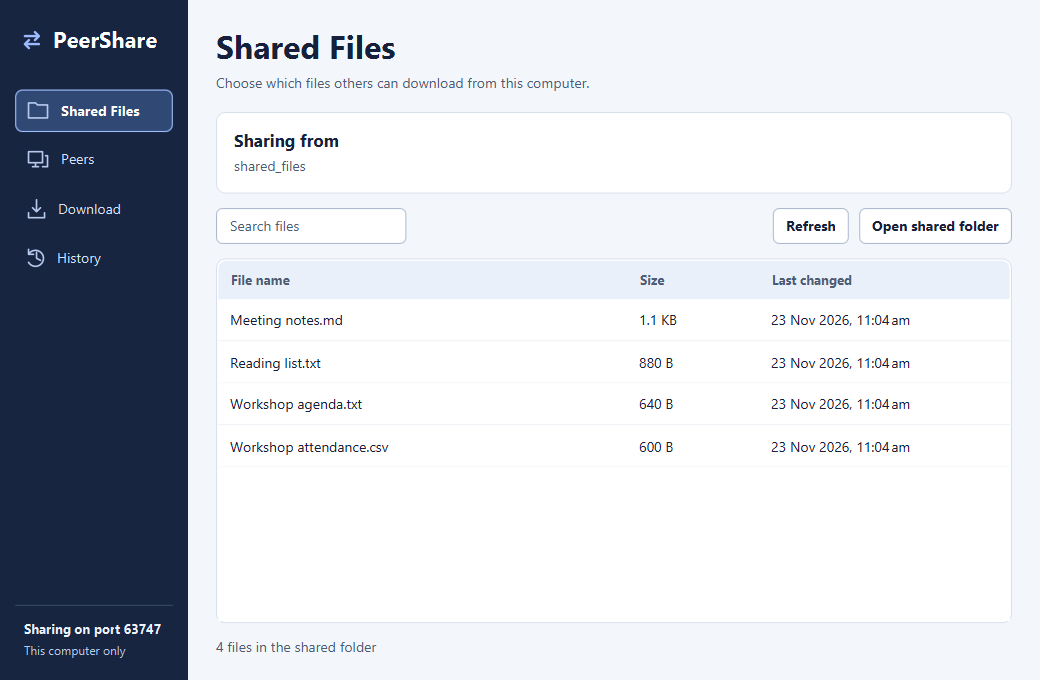 PeerShare
Shared Files
Peers
Download
History
Sharing on port 63747
This computer only
Shared Files
Choose which files others can download from this computer.
Sharing from
shared_files
Search files
Refresh
Open shared folder
File name Size Last changed
Meeting notes.md 1.1 KB 23 Nov 2026, 11:04 am
Reading list.txt 880 B 23 Nov 2026, 11:04 am
Workshop agenda.txt 640 B 23 Nov 2026, 11:04 am
Workshop attendance.csv 600 B 23 Nov 2026, 11:04 am
4 files in the shared folder